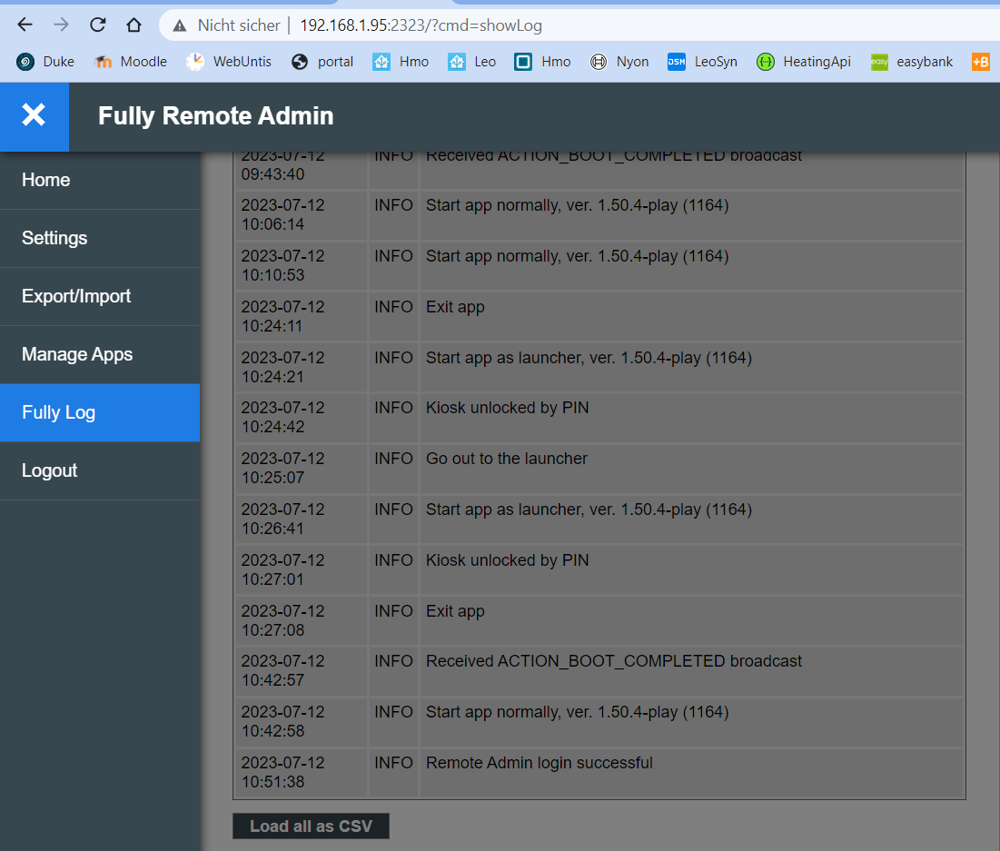 Nicht sicher | 192.168.1.95:2323/?cmd=showLog
Duke Moodle WebUntis portal Hmo Leo Hmo Nyon DSM LeoSyn {··} HeatingApi easy easybank +B
Fully Remote Admin
Home
Settings
Export/Import
Manage Apps
Fully Log
Logout
2023-07-12 INFO Received ACTION_BOOT_COMPLETED broadcast
09:43:40
2023-07-12 INFO Start app normally, ver. 1.50.4-play (1164)
10:06:14
2023-07-12 INFO Start app normally, ver. 1.50.4-play (1164)
10:10:53
2023-07-12 INFO Exit app
10:24:11
2023-07-12 INFO Start app as launcher, ver. 1.50.4-play (1164)
10:24:21
2023-07-12 INFO Kiosk unlocked by PIN
10:24:42
2023-07-12 INFO Go out to the launcher
10:25:07
2023-07-12 INFO Start app as launcher, ver. 1.50.4-play (1164)
10:26:41
2023-07-12 INFO Kiosk unlocked by PIN
10:27:01
2023-07-12 INFO Exit app
10:27:08
2023-07-12 INFO Received ACTION_BOOT_COMPLETED broadcast
10:42:57
2023-07-12 INFO Start app normally, ver. 1.50.4-play (1164)
10:42:58
2023-07-12 INFO Remote Admin login successful
10:51:38
Load all as CSV